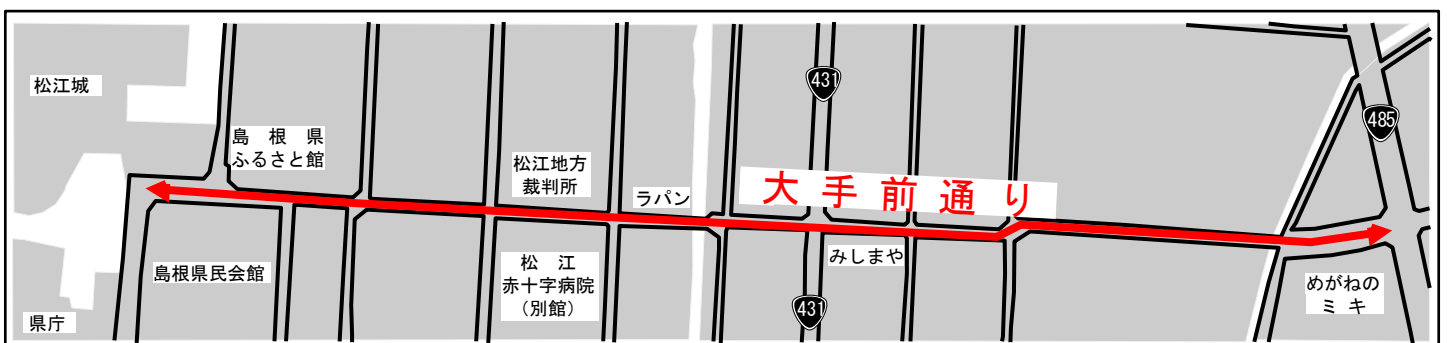 松江城
島根県
ふるさと館
松江地方
裁判所
ラパン
431
大手前通り
485
島根県民会館
松江
赤十字病院
（別館）
みしまや
431
めがねの
ミキ
県庁